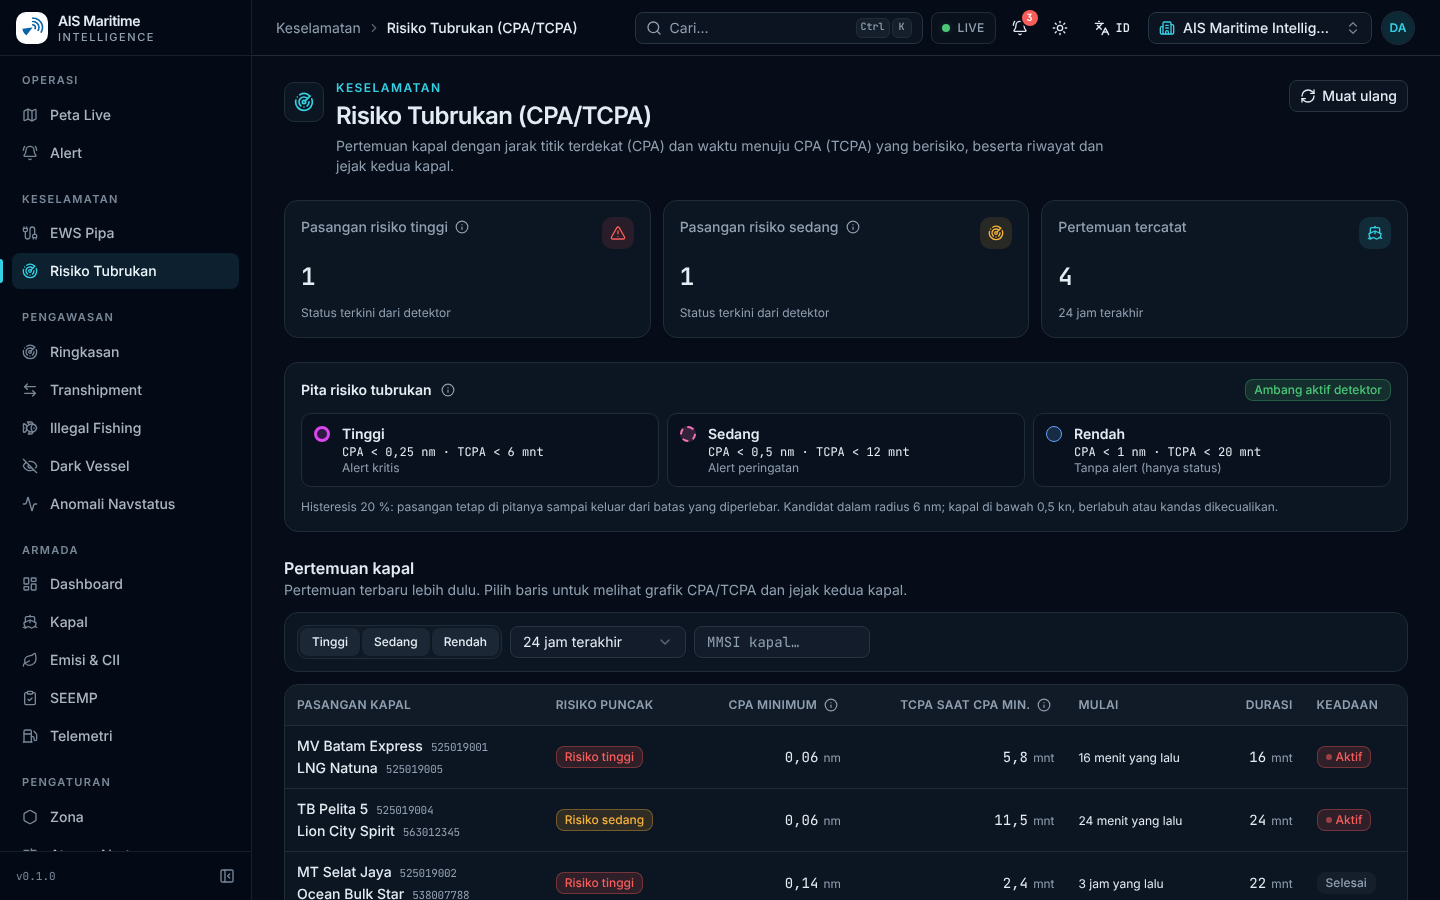 AIS Maritime
INTELLIGENCE
Keselamatan > Risiko Tubrukan (CPA/TCPA)
Cari...
Ctrl K
LIVE
3
ID
AIS Maritime Intellig...
DA
OPERASI
Peta Live
Alert
KESELAMATAN
EWS Pipa
Risiko Tubrukan
PENGAWASAN
Ringkasan
Transhipment
Illegal Fishing
Dark Vessel
Anomali Navstatus
ARMADA
Dashboard
Kapal
Emisi & CII
SEEMP
Telemetri
PENGATURAN
Zona
v0.1.0
KESELAMATAN
Risiko Tubrukan (CPA/TCPA)
Pertemuan kapal dengan jarak titik terdekat (CPA) dan waktu menuju CPA (TCPA) yang berisiko, beserta riwayat dan
jejak kedua kapal.
Muat ulang
Pasangan risiko tinggi
1
Status terkini dari detektor
Pasangan risiko sedang
1
Status terkini dari detektor
Pertemuan tercatat
4
24 jam terakhir
Pita risiko tubrukan
Ambang aktif detektor
Tinggi
CPA < 0,25 nm · TCPA < 6 mnt
Alert kritis
Sedang
CPA < 0,5 nm · TCPA < 12 mnt
Alert peringatan
Rendah
CPA < 1 nm · TCPA < 20 mnt
Tanpa alert (hanya status)
Histeresis 20 %: pasangan tetap di pitanya sampai keluar dari batas yang diperlebar. Kandidat dalam radius 6 nm; kapal di bawah 0,5 kn, berlabuh atau kandas dikecualikan.
Pertemuan kapal
Pertemuan terbaru lebih dulu. Pilih baris untuk melihat grafik CPA/TCPA dan jejak kedua kapal.
Tinggi Sedang Rendah
24 jam terakhir
MMSI kapal…
PASANGAN KAPAL RISIKO PUNCAK CPA MINIMUM TCPA SAAT CPA MIN. MULAI DURASI KEADAAN
MV Batam Express 525019001
LNG Natuna 525019005
Risiko tinggi 0,06 nm 5,8 mnt 16 menit yang lalu 16 mnt Aktif
TB Pelita 5 525019004
Lion City Spirit 563012345
Risiko sedang 0,06 nm 11,5 mnt 24 menit yang lalu 24 mnt Aktif
MT Selat Jaya 525019002
Ocean Bulk Star 538007788
Risiko tinggi 0,14 nm 2,4 mnt 3 jam yang lalu 22 mnt Selesai